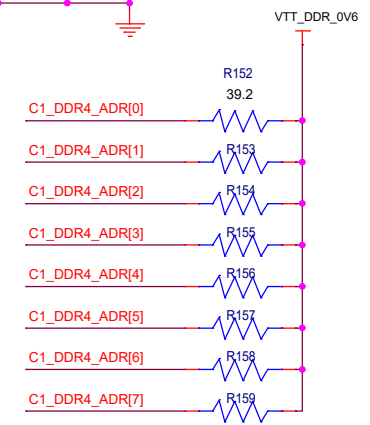 VTT_DDR_0V6
R152
39.2
C1_DDR4_ADR[0]
C1_DDR4_ADR[1]
R153
C1_DDR4_ADR[2]
R154
C1_DDR4_ADR[3]
R155
C1_DDR4_ADR[4]
R156
C1_DDR4_ADR[5]
R157
C1_DDR4_ADR[6]
R158
C1_DDR4_ADR[7]
R159